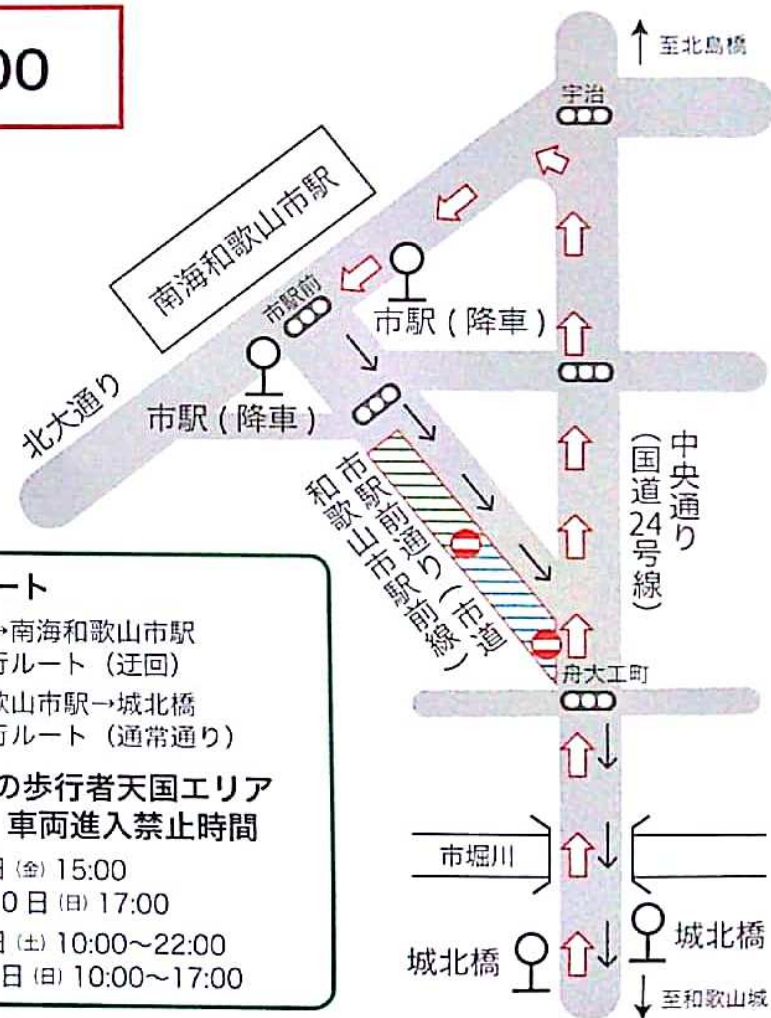 00
至北島橋
宇治
南海和歌山市駅
市駅前
市駅 ( 降車 )
市駅 ( 降車 )
北大通り
中央通り
(国道24号線)
市駅前通り (市道
和歌山市駅前線)
舟大工町
市堀川
城北橋
城北橋
至和歌山城
ート
→南海和歌山市駅
行ルート (迂回)
歌山市駅→城北橋
行ルート (通常通り)
の歩行者天国エリア
車両進入禁止時間
日 (金) 15:00
0 日 (日) 17:00
日 (土) 10:00～22:00
日 (日) 10:00～17:00